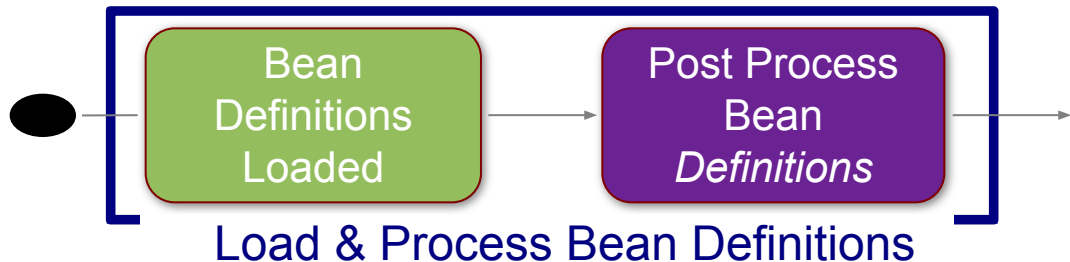 Bean
Definitions
Loaded
Post Process
Bean
Definitions
Load & Process Bean Definitions